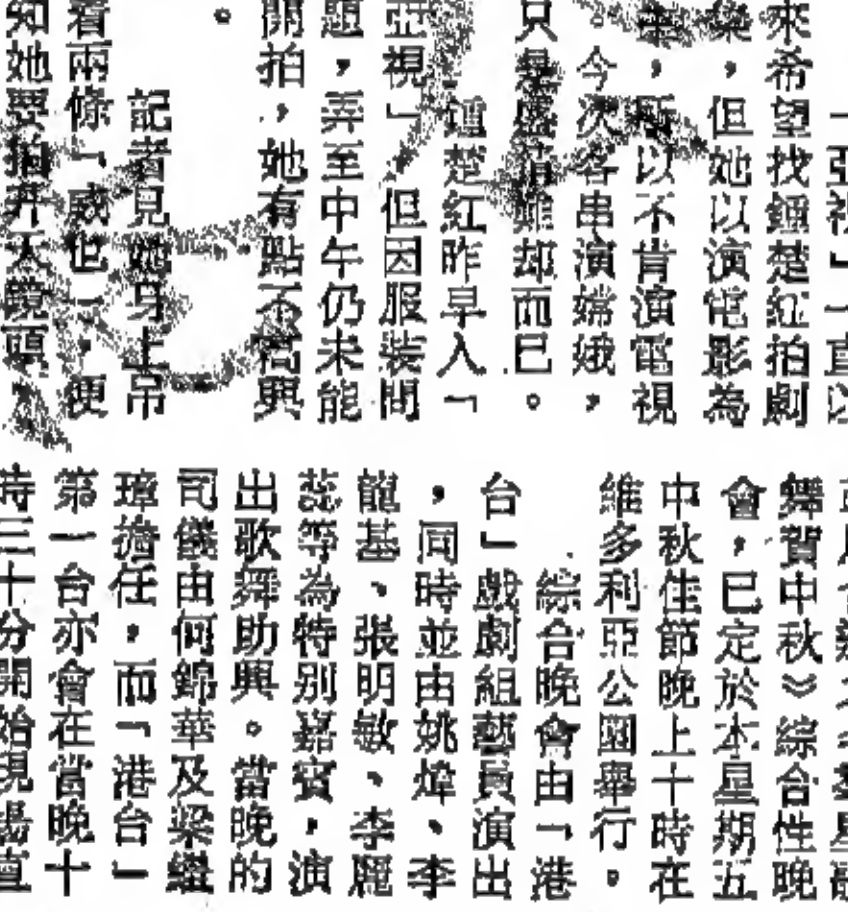 「亞視」一直以
來希望找鍾楚紅拍劇
，但她以演電影為
業，所以不肯演電視
。今次客串演嫦娥，
只是盛情難却而已。
鍾楚紅昨早入「
亞視」，但因服裝問
題，弄至中午仍未能
開拍，她有點不高興
。
記者見她身上吊
着兩條「威也」，便
知她要拍升天鏡頭，
舞賀中秋》綜合性晚
會，已定於本星期五
中秋佳節晚上十時在
維多利亞公園舉行。
綜合晚會由「港
台」戲劇組藝員演出
，同時並由姚煒、李
龍基、張明敏、李麗
蕊等為特別嘉賓，演
出歌舞助興。當晚的
司儀由何錦華及梁繼
璋擔任，而「港台」
第一台亦會在當晚十
時三十分開始現場直